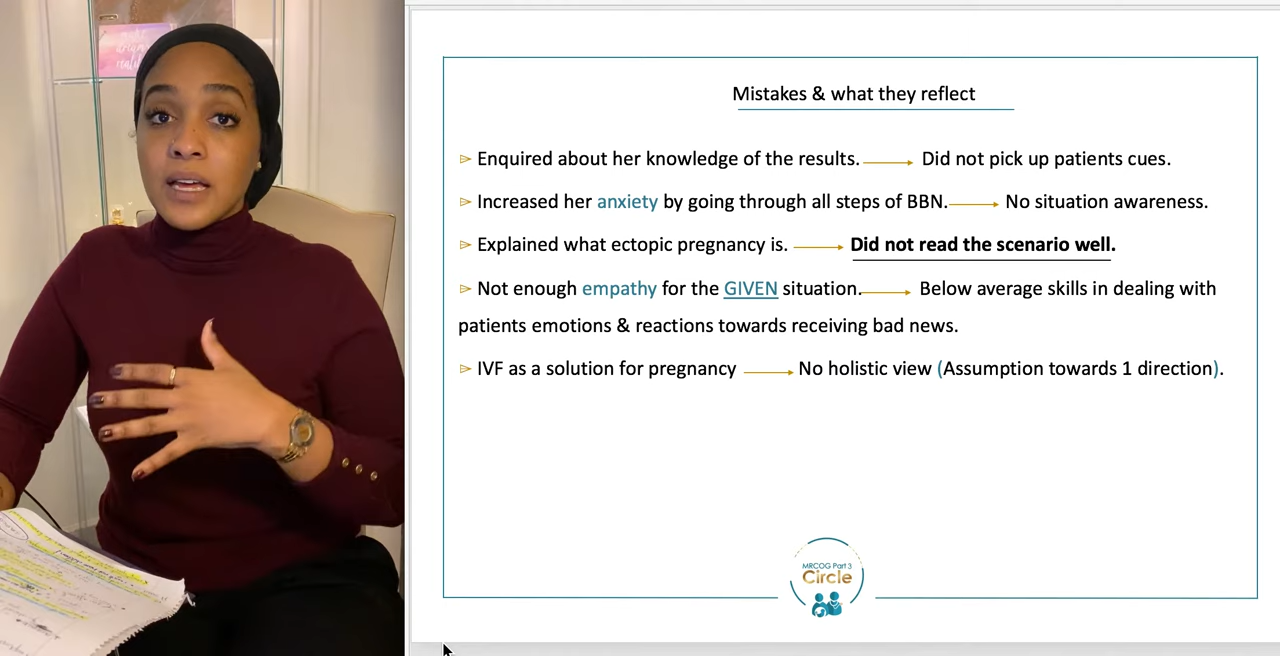 make
dream
reality
Mistakes & what they reflect
⌲ Enquired about her knowledge of the results. ⟶ Did not pick up patients cues.
⌲ Increased her anxiety by going through all steps of BBN. ⟶ No situation awareness.
⌲ Explained what ectopic pregnancy is. ⟶ Did not read the scenario well.
⌲ Not enough empathy for the GIVEN situation. ⟶ Below average skills in dealing with
patients emotions & reactions towards receiving bad news.
⌲ IVF as a solution for pregnancy ⟶ No holistic view (Assumption towards 1 direction).
MRCOG Part 3
Circle